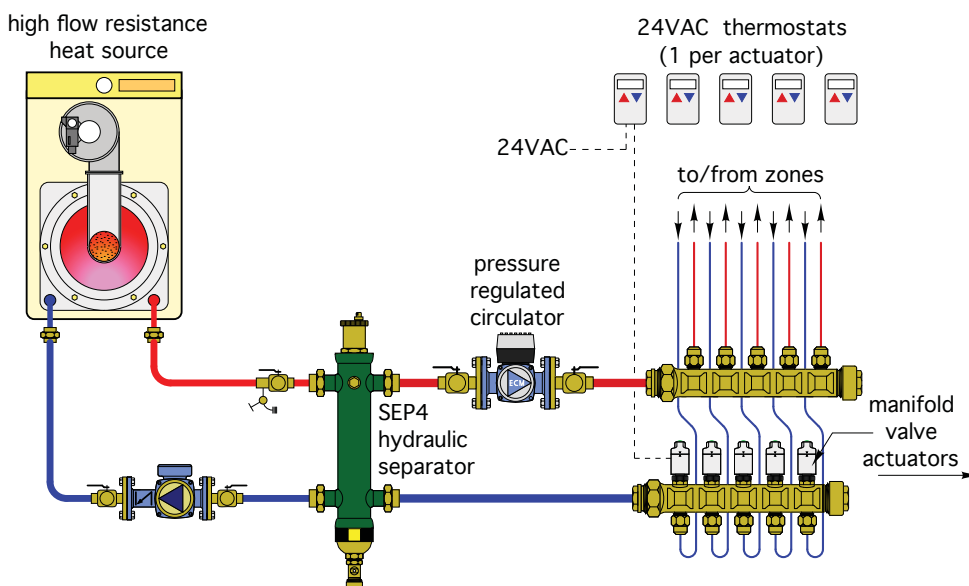 high flow resistance
heat source
24VAC thermostats
(1 per actuator)
24VAC
to/from zones
pressure
regulated
circulator
ECM
SEP4
hydraulic
separator
manifold
valve
actuators